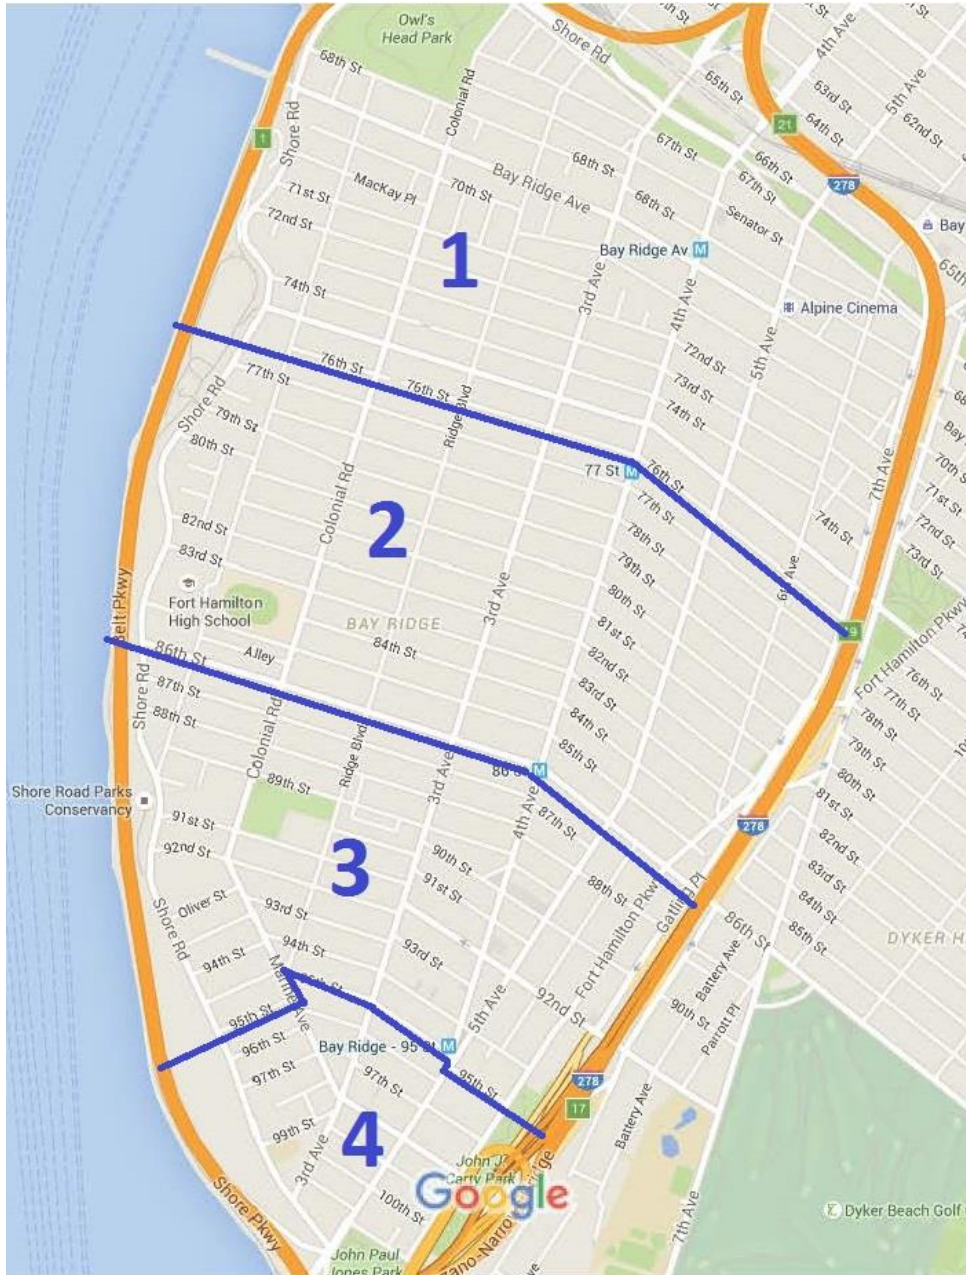 Owl's
Head Park
Shore Rd
4th Ave
5th Ave
68th St
Colonial Rd
65th St
63rd St
64th St
62nd St
21
1
Shore Rd
67th St
66th St
67th St
278
71st St
MacKay Pl
70th St
68th St
68th St
Bay Ridge Ave
72nd St
Senator St
Bay
65th
1
Bay Ridge Av M
74th St
3rd Ave
4th Ave
Alpine Cinema
5th Ave
72nd St
73rd St
74th St
76th St
77th St
76th St
Ridge Blvd
Shore Rd
79th St
80th St
77 St M
76th St
77th St
7th Ave
70th St
71st St
72nd St
73rd St
74th St
Colonial Rd
2
78th St
79th St
82nd St
83rd St
Fort Hamilton
High School
Belt Pkwy
BAY RIDGE
3rd Ave
80th St
81st St
6th Ave
Fort Hamilton Pkwy
86th St
Alley
84th St
82nd St
83rd St
84th St
85th St
87th St
88th St
Shore Rd
Colonial Rd
Ridge Blvd
3rd Ave
M
4th Ave
87th St
76th St
77th St
78th St
79th St
80th St
81st St
82nd St
83rd St
84th St
85th St
278
Shore Road Parks
Conservancy
89th St
91st St
92nd St
3
90th St
91st St
88th St
Fort Hamilton Pkwy
Gatling Pl
86th St
DYKER H
Oliver St
93rd St
94th St
Shore Rd
94th St
Marine Ave
93rd St
5th Ave
92nd St
Battery Ave
90th St
Parrott Pl
95th St
96th St
97th St
Bay Ridge - 95 St M
95th St
97th St
278
17
Battery Ave
99th St
3rd Ave
4
John J
Carty Park
Google
100th St
Shore Pkwy
John Paul
Jones Park
7th Ave
Dyker Beach Golf